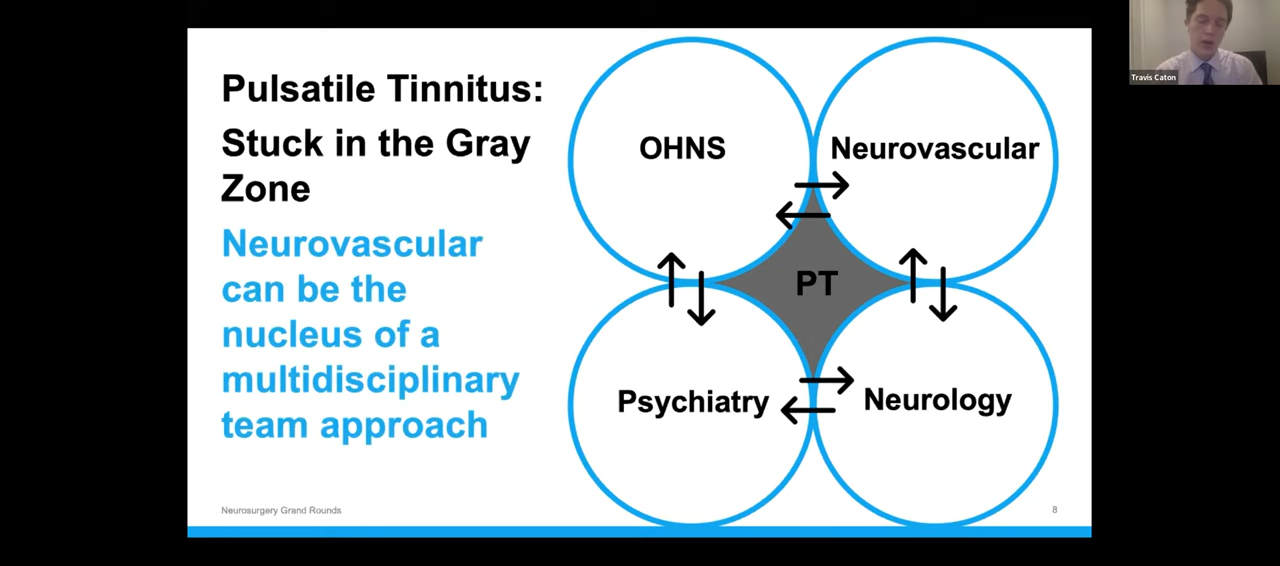 Pulsatile Tinnitus:
Stuck in the Gray
Zone
Neurovascular
can be the
nucleus of a
multidisciplinary
team approach
OHNS
Neurovascular
PT
Psychiatry
Neurology
Neurosurgery Grand Rounds
8
Travis Caton